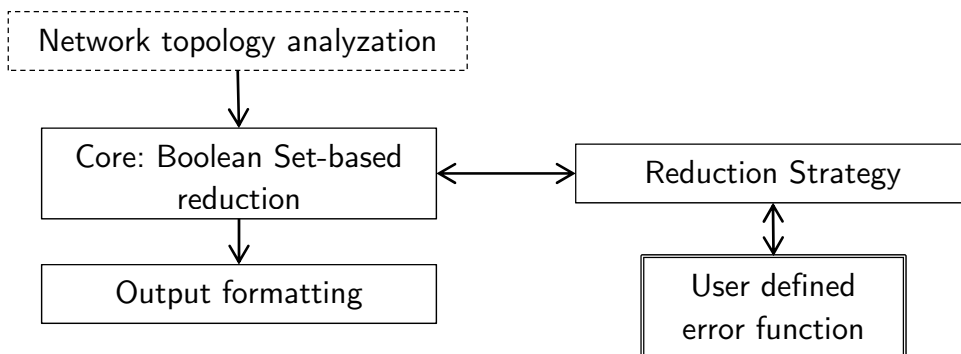 Network topology analyzation
Core: Boolean Set-based
reduction
Reduction Strategy
Output formatting
User defined
error function